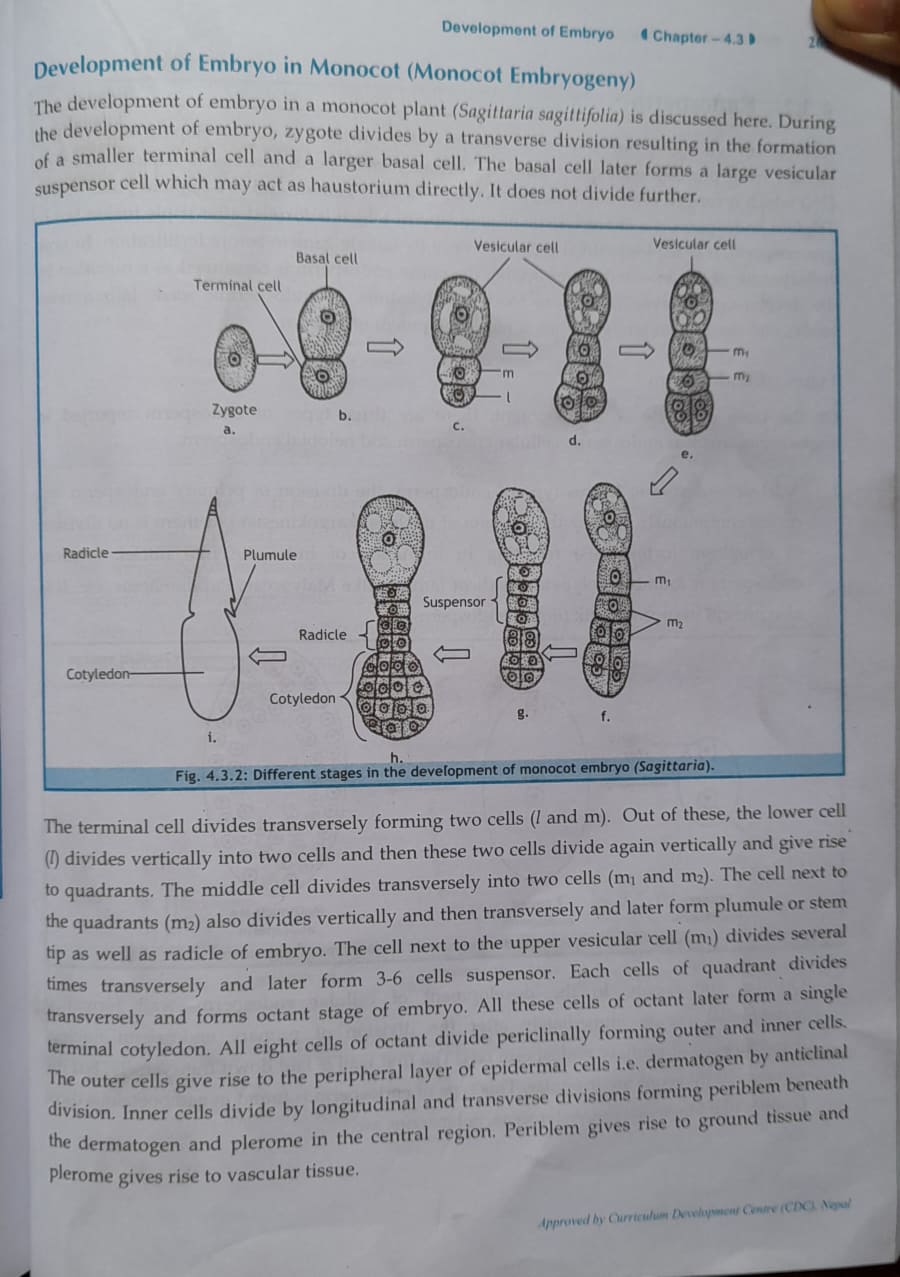 Development of Embryo ⦗ Chapter – 4.3 ⦘
Development of Embryo in Monocot (Monocot Embryogeny)
The development of embryo in a monocot plant (Sagittaria sagittifolia) is discussed here. During
the development of embryo, zygote divides by a transverse division resulting in the formation
of a smaller terminal cell and a larger basal cell. The basal cell later forms a large vesicular
suspensor cell which may act as haustorium directly. It does not divide further.
Vesicular cell
Vesicular cell
Basal cell
Terminal cell
m₁
m
m₂
l
Zygote
a.
b.
c.
d.
e.
Radicle
Plumule
Suspensor
m₁
m₂
Radicle
Cotyledon
Cotyledon
g.
f.
i.
h.
Fig. 4.3.2: Different stages in the development of monocot embryo (Sagittaria).
The terminal cell divides transversely forming two cells (l and m). Out of these, the lower cell
(l) divides vertically into two cells and then these two cells divide again vertically and give rise
to quadrants. The middle cell divides transversely into two cells (m₁ and m₂). The cell next to
the quadrants (m₂) also divides vertically and then transversely and later form plumule or stem
tip as well as radicle of embryo. The cell next to the upper vesicular cell (m₁) divides several
times transversely and later form 3-6 cells suspensor. Each cells of quadrant divides
transversely and forms octant stage of embryo. All these cells of octant later form a single
terminal cotyledon. All eight cells of octant divide periclinally forming outer and inner cells.
The outer cells give rise to the peripheral layer of epidermal cells i.e. dermatogen by anticlinal
division. Inner cells divide by longitudinal and transverse divisions forming periblem beneath
the dermatogen and plerome in the central region. Periblem gives rise to ground tissue and
plerome gives rise to vascular tissue.
Approved by Curriculum Development Centre (CDC), Nepal